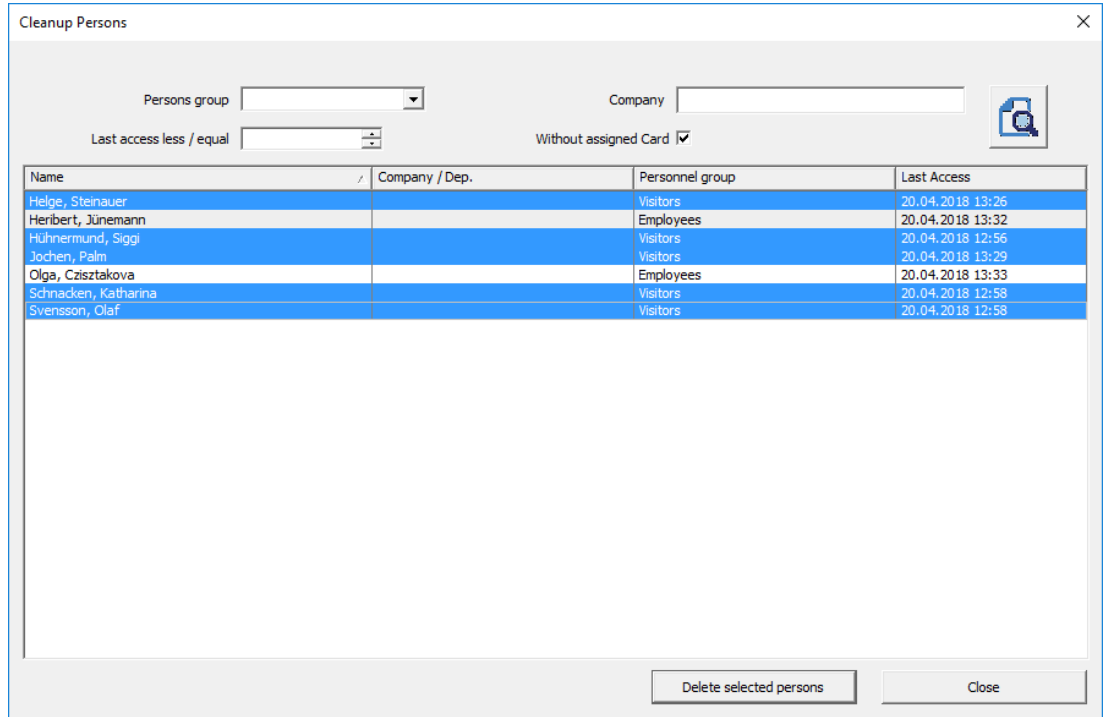 Cleanup Persons
Persons group Company
Last access less / equal Without assigned Card
Name Company / Dep. Personnel group Last Access
Helge, Steinauer Visitors 20.04.2018 13:26
Heribert, Jünemann Employees 20.04.2018 13:32
Hühnermund, Siggi Visitors 20.04.2018 12:56
Jochen, Palm Visitors 20.04.2018 13:29
Olga, Czisztakova Employees 20.04.2018 13:33
Schnacken, Katharina Visitors 20.04.2018 12:58
Svensson, Olaf Visitors 20.04.2018 12:58
Delete selected persons Close